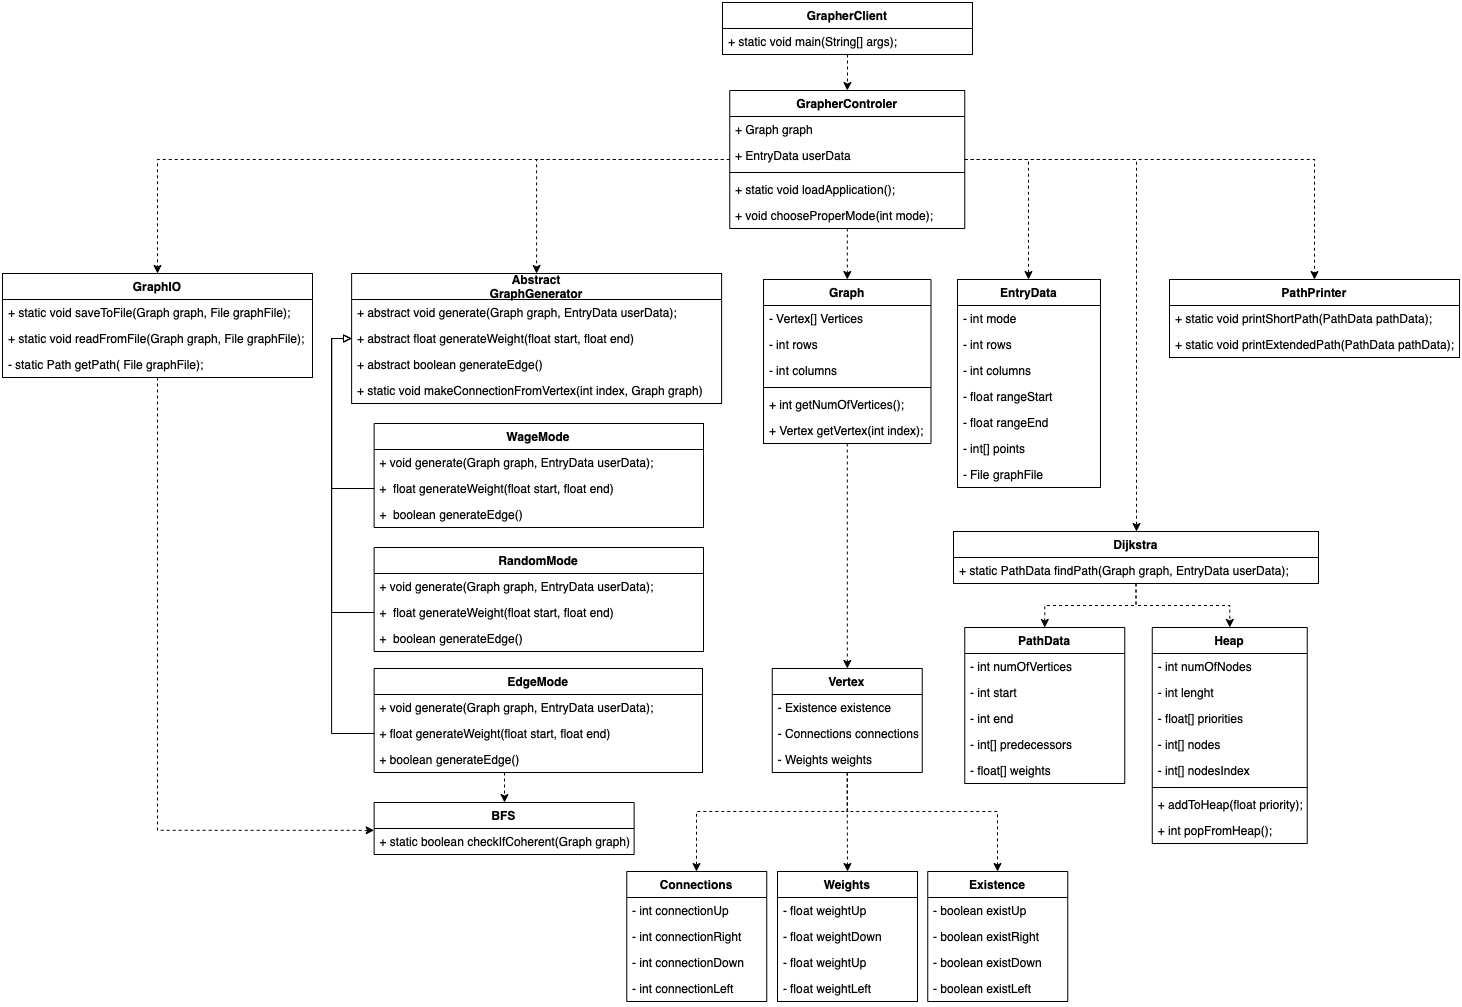 GrapherClient
+ static void main(String[] args);
GrapherControler
+ Graph graph
+ EntryData userData
+ static void loadApplication();
+ void chooseProperMode(int mode);
GraphIO
+ static void saveToFile(Graph graph, File graphFile);
+ static void readFromFile(Graph graph, File graphFile);
- static Path getPath( File graphFile);
Abstract
GraphGenerator
+ abstract void generate(Graph graph, EntryData userData);
+ abstract float generateWeight(float start, float end)
+ abstract boolean generateEdge()
+ static void makeConnectionFromVertex(int index, Graph graph)
Graph
- Vertex[] Vertices
- int rows
- int columns
+ int getNumOfVertices();
+ Vertex getVertex(int index);
EntryData
- int mode
- int rows
- int columns
- float rangeStart
- float rangeEnd
- int[] points
- File graphFile
PathPrinter
+ static void printShortPath(PathData pathData);
+ static void printExtendedPath(PathData pathData);
WageMode
+ void generate(Graph graph, EntryData userData);
+ float generateWeight(float start, float end)
+ boolean generateEdge()
RandomMode
+ void generate(Graph graph, EntryData userData);
+ float generateWeight(float start, float end)
+ boolean generateEdge()
EdgeMode
+ void generate(Graph graph, EntryData userData);
+ float generateWeight(float start, float end)
+ boolean generateEdge()
BFS
+ static boolean checkIfCoherent(Graph graph)
Dijkstra
+ static PathData findPath(Graph graph, EntryData userData);
PathData
- int numOfVertices
- int start
- int end
- int[] predecessors
- float[] weights
Heap
- int numOfNodes
- int lenght
- float[] priorities
- int[] nodes
- int[] nodesIndex
+ addToHeap(float priority);
+ int popFromHeap();
Vertex
- Existence existence
- Connections connections
- Weights weights
Connections
- int connectionUp
- int connectionRight
- int connectionDown
- int connectionLeft
Weights
- float weightUp
- float weightDown
- float weightUp
- float weightLeft
Existence
- boolean existUp
- boolean existRight
- boolean existDown
- boolean existLeft